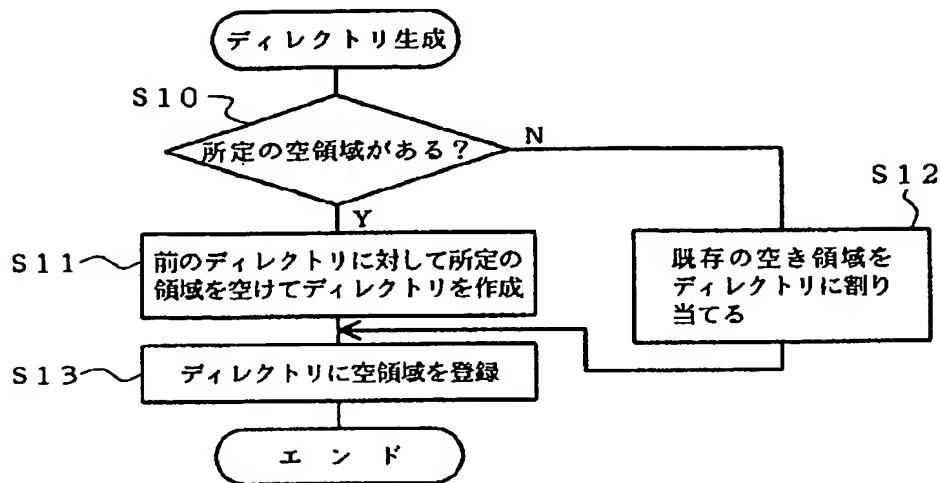 ディレクトリ生成
S10
所定の空領域がある?
N
S12
Y
S11
前のディレクトリに対して所定の
領域を空けてディレクトリを作成
既存の空き領域を
ディレクトリに割り
当てる
S13
ディレクトリに空領域を登録
エンド